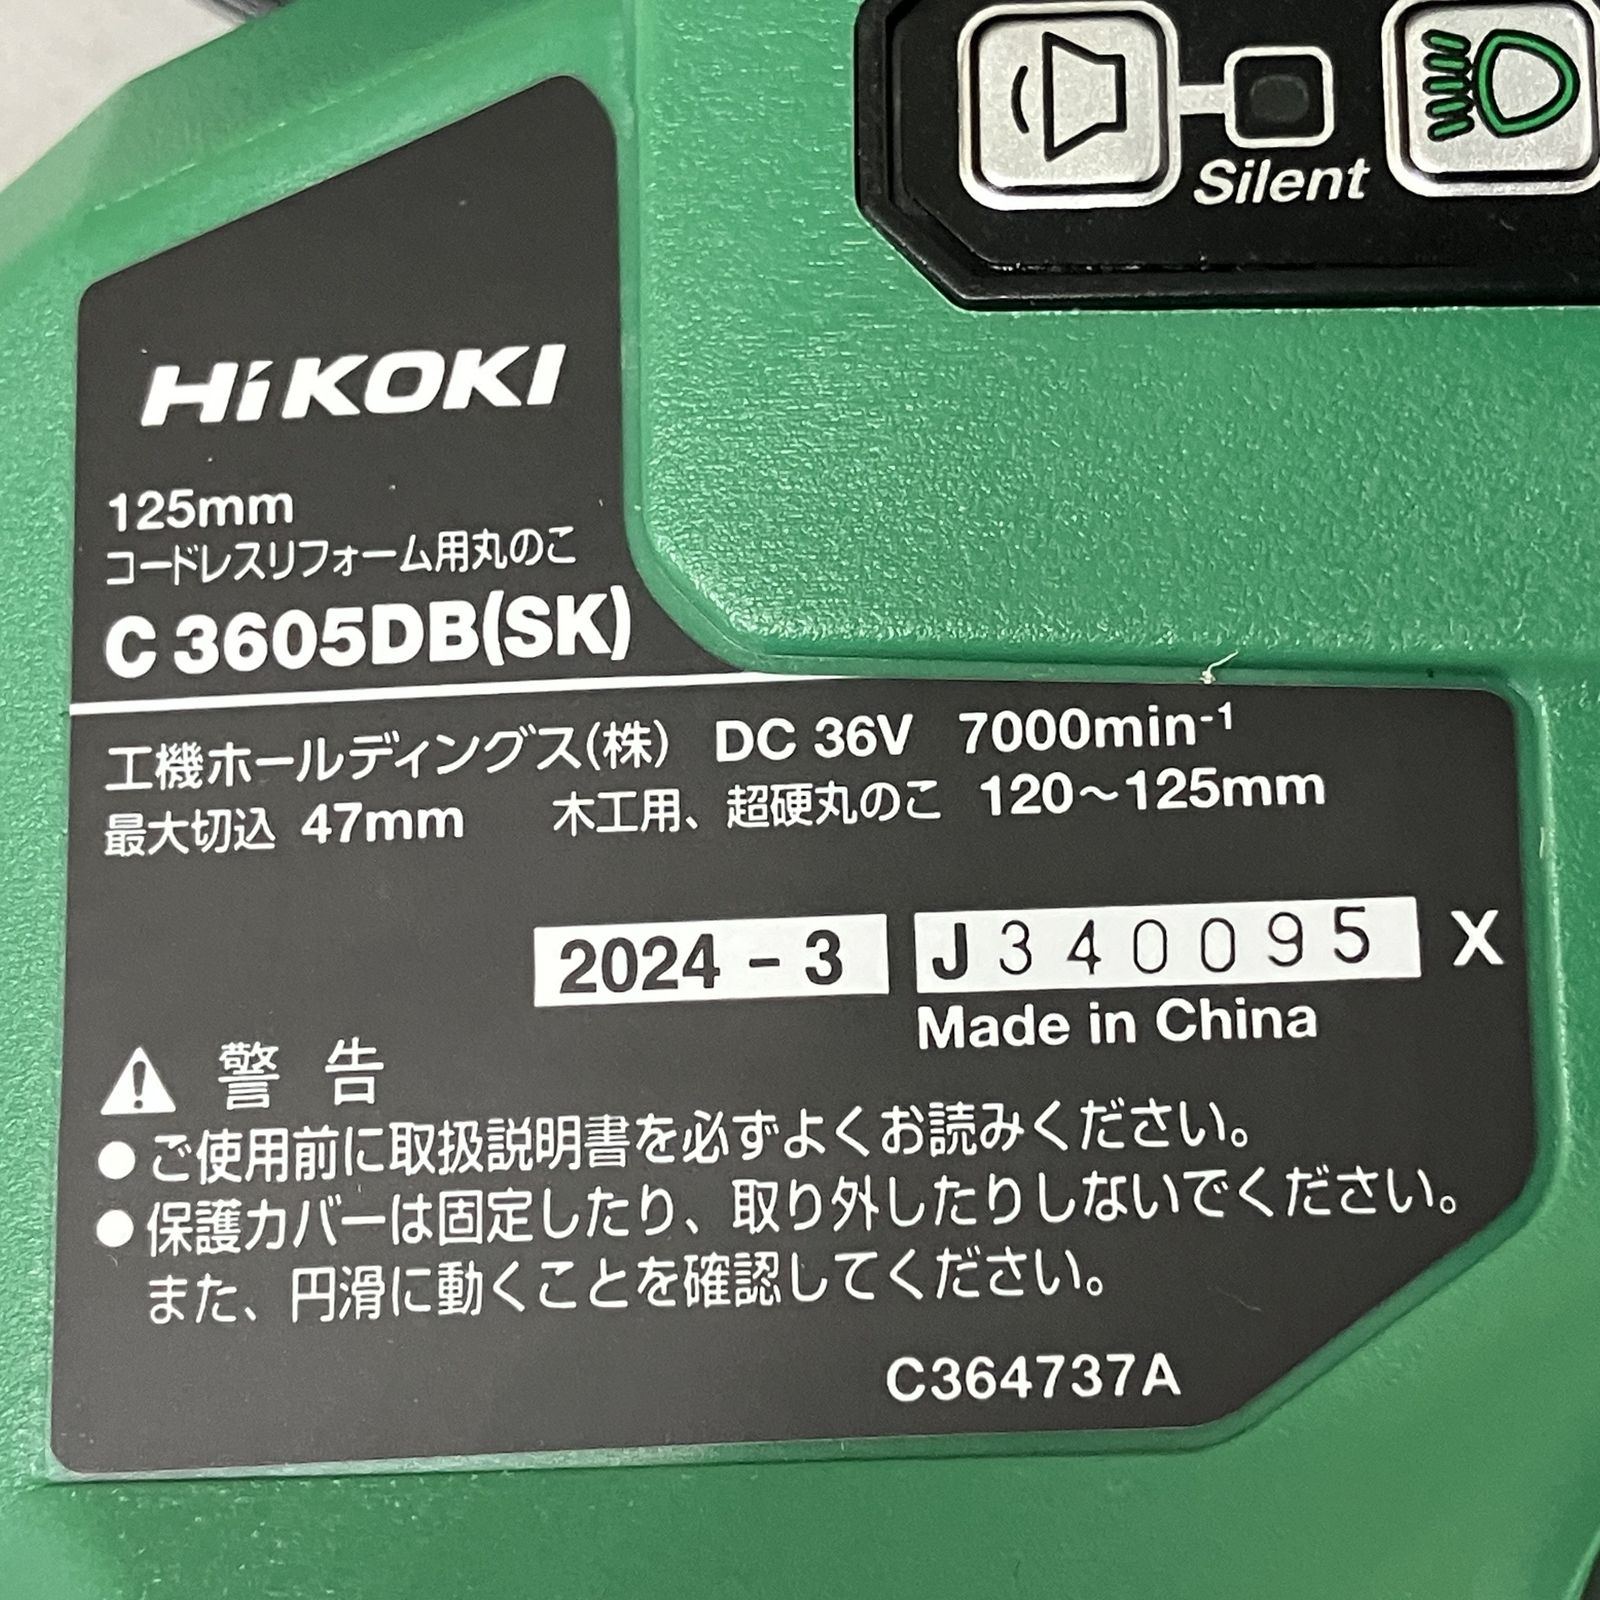 Silent
HiKOKI
125mm
コードレスリフォーム用丸のこ
C 3605DB(SK)
工機ホールディングス(株) DC 36V 7000min⁻¹
最大切込 47mm 木工用、超硬丸のこ 120～125mm
2024 - 3 J340095 X
Made in China
警 告
● ご使用前に取扱説明書を必ずよくお読みください。
● 保護カバーは固定したり、取り外したりしないでください。
また、円滑に動くことを確認してください。
C364737A